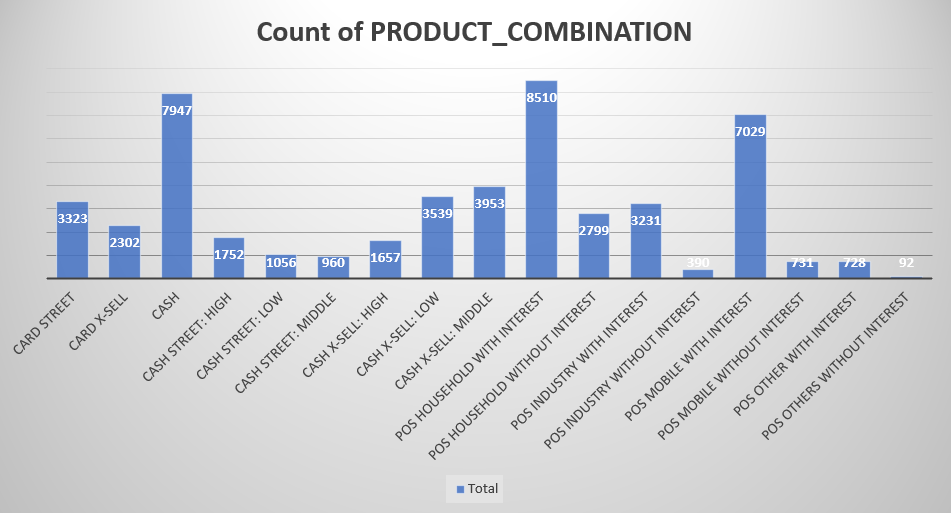 Count of PRODUCT_COMBINATION
3323
2302
7947
1752
1056
960
1657
3539
3953
8510
2799
3231
390
7029
731
728
92
CARD STREET
CARD X-SELL
CASH
CASH STREET: HIGH
CASH STREET: LOW
CASH STREET: MIDDLE
CASH X-SELL: HIGH
CASH X-SELL: LOW
CASH X-SELL: MIDDLE
POS HOUSEHOLD WITH INTEREST
POS HOUSEHOLD WITHOUT INTEREST
POS INDUSTRY WITH INTEREST
POS INDUSTRY WITHOUT INTEREST
POS MOBILE WITH INTEREST
POS MOBILE WITHOUT INTEREST
POS OTHER WITH INTEREST
POS OTHERS WITHOUT INTEREST
Total